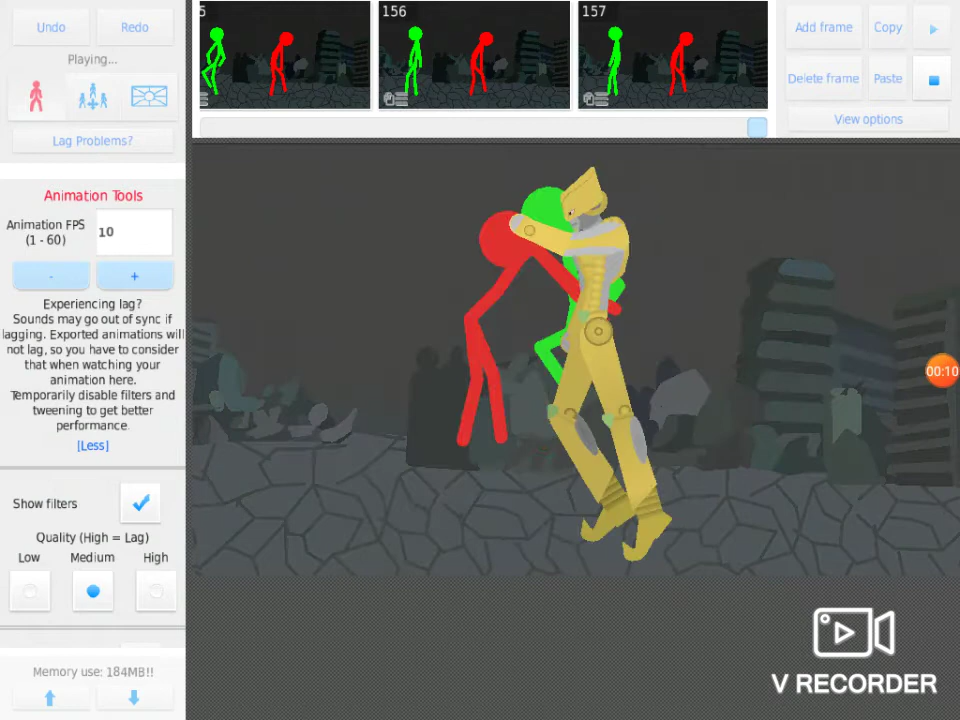 Undo
Redo
Playing...
Lag Problems?
Animation Tools
Animation FPS
(1 - 60)
10
-
+
Experiencing lag?
Sounds may go out of sync if
lagging. Exported animations will
not lag, so you have to consider
that when watching your
animation here.
Temporarily disable filters and
tweening to get better
performance.
[Less]
Show filters
Quality (High = Lag)
Low
Medium
High
Memory use: 184MB!!
5
156
157
Add frame
Copy
Delete frame
Paste
View options
00:10
V RECORDER